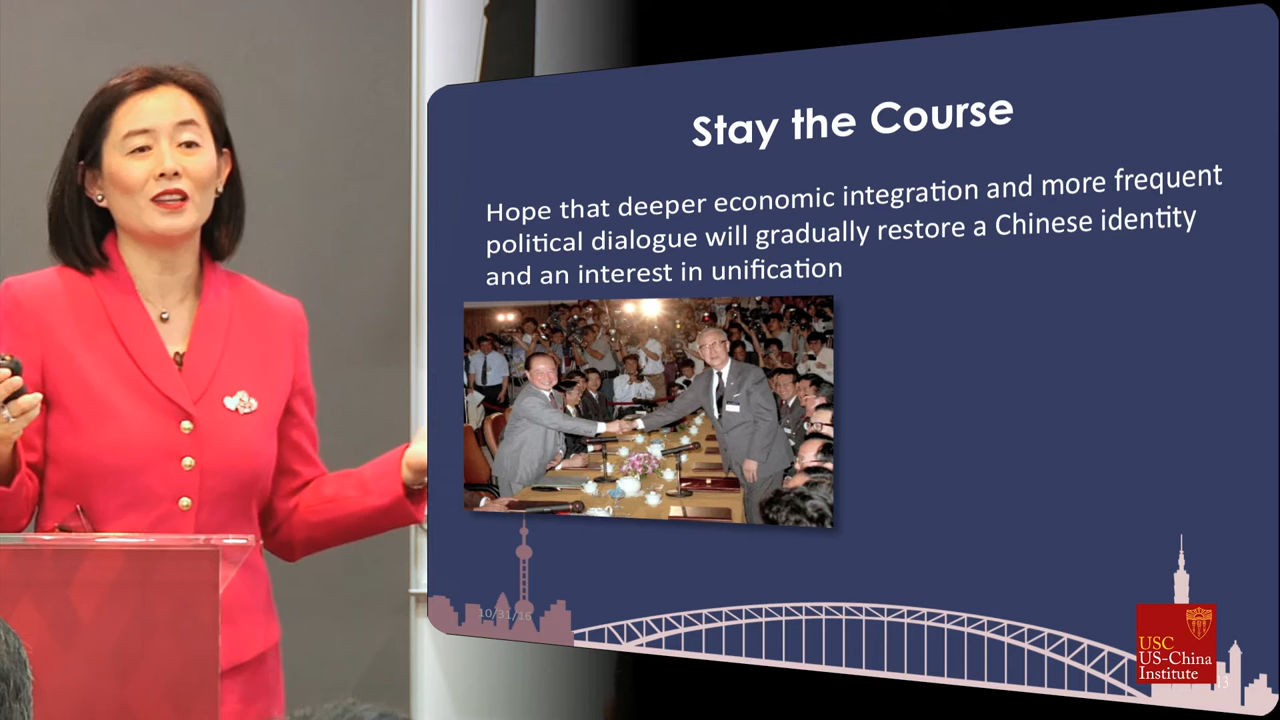 Stay the Course
Hope that deeper economic integration and more frequent
political dialogue will gradually restore a Chinese identity
and an interest in unification
10/31/16
USC
US-China
Institute
13